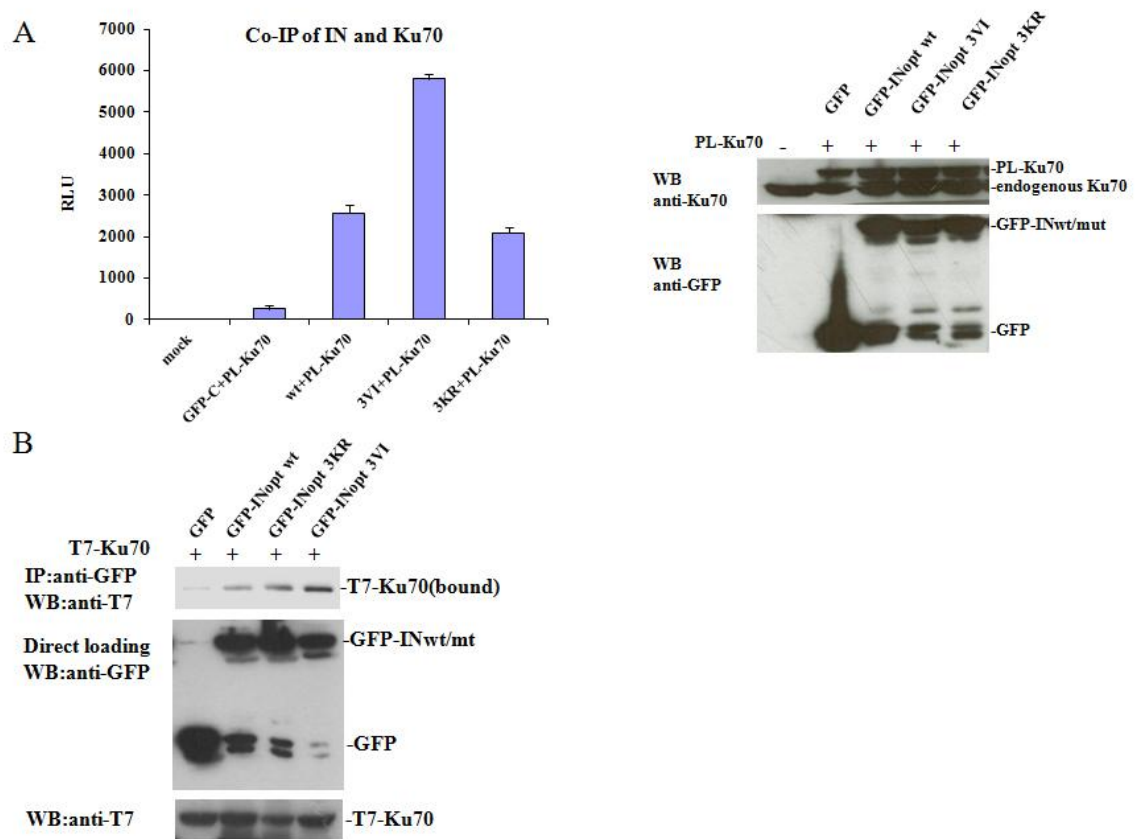 A
Co-IP of IN and Ku70
7000
6000
5000
4000
3000
2000
1000
0
RLU
mock
GFP-C+PL-Ku70
wt+PL-Ku70
3VI+PL-Ku70
3KR+PL-Ku70
GFP
GFP-INopt wt
GFP-INopt 3VI
GFP-INopt 3KR
PL-Ku70 - + + + +
WB
anti-Ku70
-PL-Ku70
-endogenous Ku70
WB
anti-GFP
-GFP-INwt/mut
-GFP
B
GFP
GFP-INopt wt
GFP-INopt 3KR
GFP-INopt 3VI
T7-Ku70 + + + +
IP:anti-GFP
WB:anti-T7
-T7-Ku70(bound)
Direct loading
WB:anti-GFP
-GFP-INwt/mt
-GFP
WB:anti-T7
-T7-Ku70